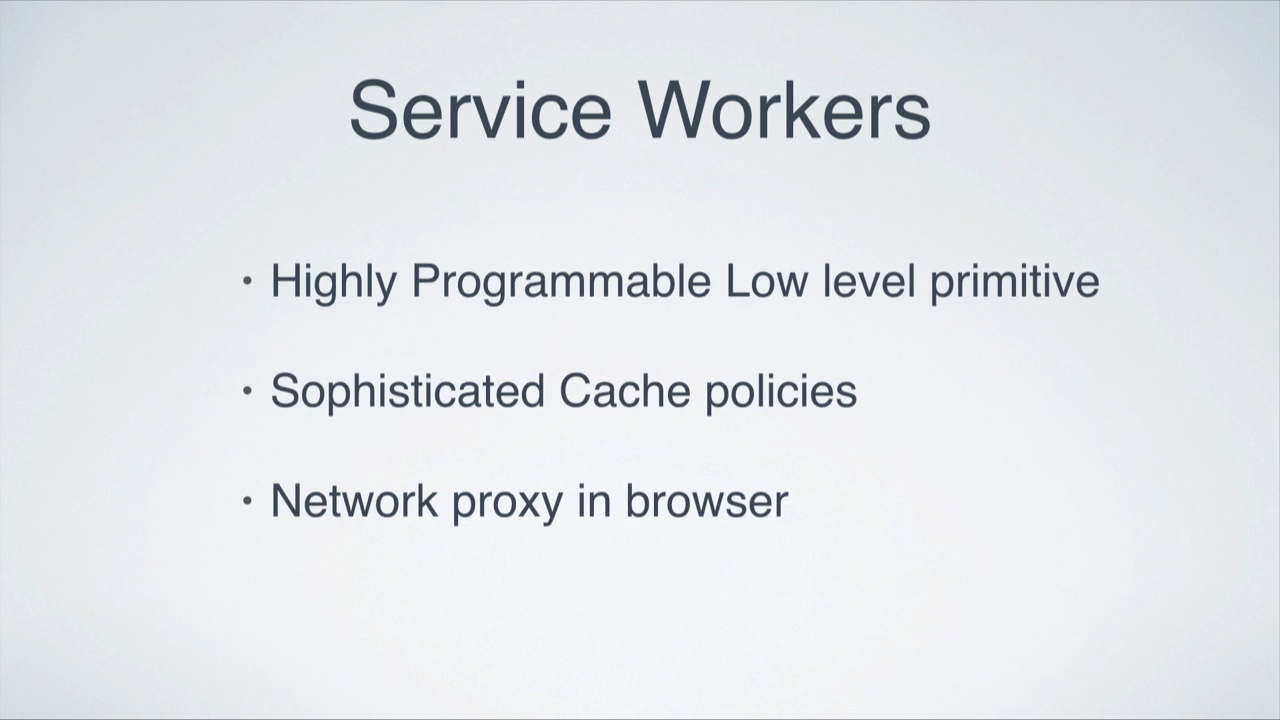 Service Workers
• Highly Programmable Low level primitive
• Sophisticated Cache policies
• Network proxy in browser